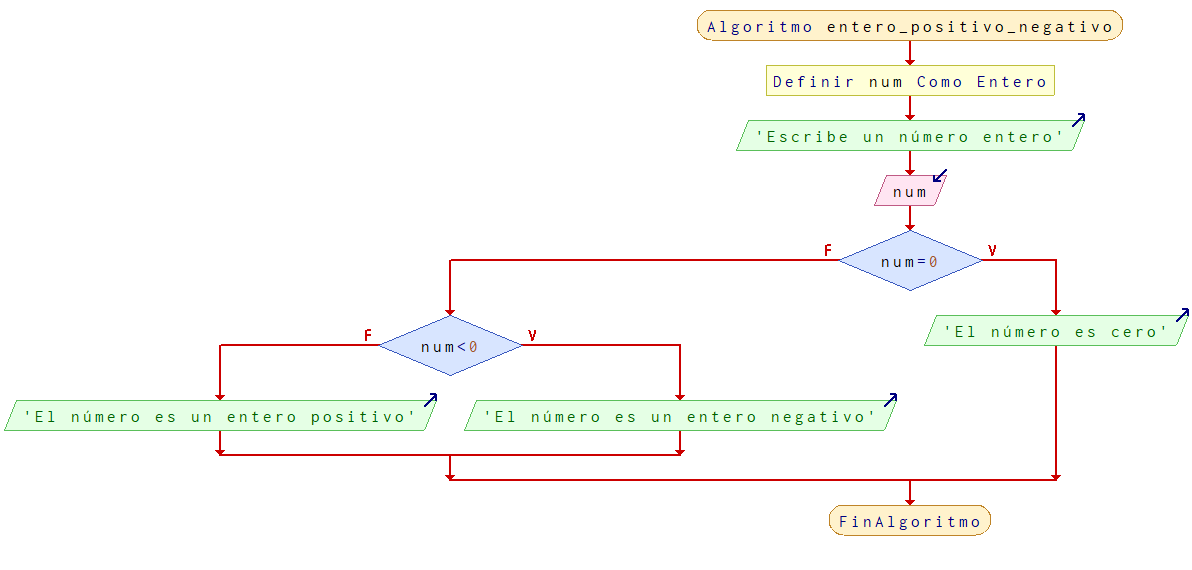 Algoritmo entero_positivo_negativo
Definir num Como Entero
'Escribe un número entero'
num
num=0
F
V
'El número es cero'
num<0
F
V
'El número es un entero positivo'
'El número es un entero negativo'
FinAlgoritmo